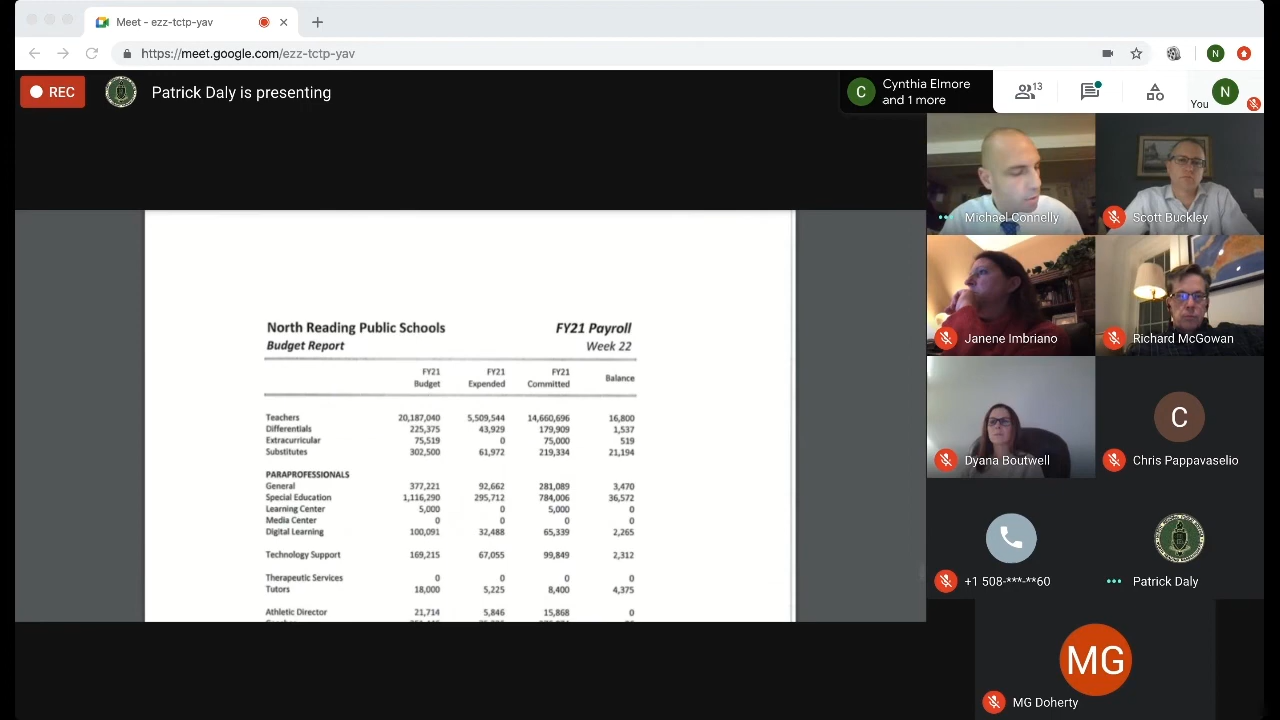 Meet - ezz-tctp-yav
https://meet.google.com/ezz-tctp-yav
N
REC
Patrick Daly is presenting
C
Cynthia Elmore
and 1 more
13
You
N
Michael Connelly
Scott Buckley
Janene Imbriano
Richard McGowan
Dyana Boutwell
C
Chris Pappavaselio
+1 508-***-**60
Patrick Daly
MG
MG Doherty
North Reading Public Schools FY21 Payroll
Budget Report Week 22
FY21 FY21 FY21
Budget Expended Committed Balance
Teachers 20,187,040 5,509,544 14,660,696 16,800
Differentials 225,375 43,929 179,909 1,537
Extracurricular 75,519 0 75,000 519
Substitutes 302,500 61,972 219,334 21,194
PARAPROFESSIONALS
General 377,221 92,662 281,089 3,470
Special Education 1,116,290 295,712 784,006 36,572
Learning Center 5,000 0 5,000 0
Media Center 0 0 0 0
Digital Learning 100,091 32,488 65,339 2,265
Technology Support 169,215 67,055 99,849 2,312
Therapeutic Services 0 0 0 0
Tutors 18,000 5,225 8,400 4,375
Athletic Director 21,714 5,846 15,868 0